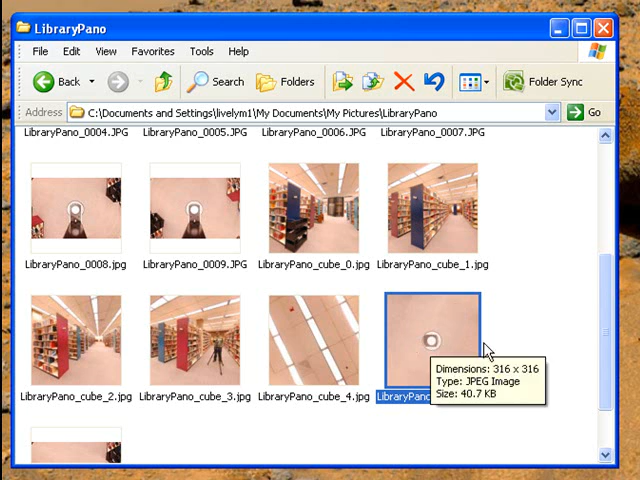 LibraryPano
File Edit View Favorites Tools Help
Back Search Folders Folder Sync
Address C:\Documents and Settings\livelym1\My Documents\My Pictures\LibraryPano Go
LibraryPano_0004.JPG LibraryPano_0005.JPG LibraryPano_0006.JPG LibraryPano_0007.JPG
LibraryPano_0008.jpg LibraryPano_0009.JPG LibraryPano_cube_0.jpg LibraryPano_cube_1.jpg
LibraryPano_cube_2.jpg LibraryPano_cube_3.jpg LibraryPano_cube_4.jpg LibraryPano
Dimensions: 316 x 316
Type: JPEG Image
Size: 40.7 KB